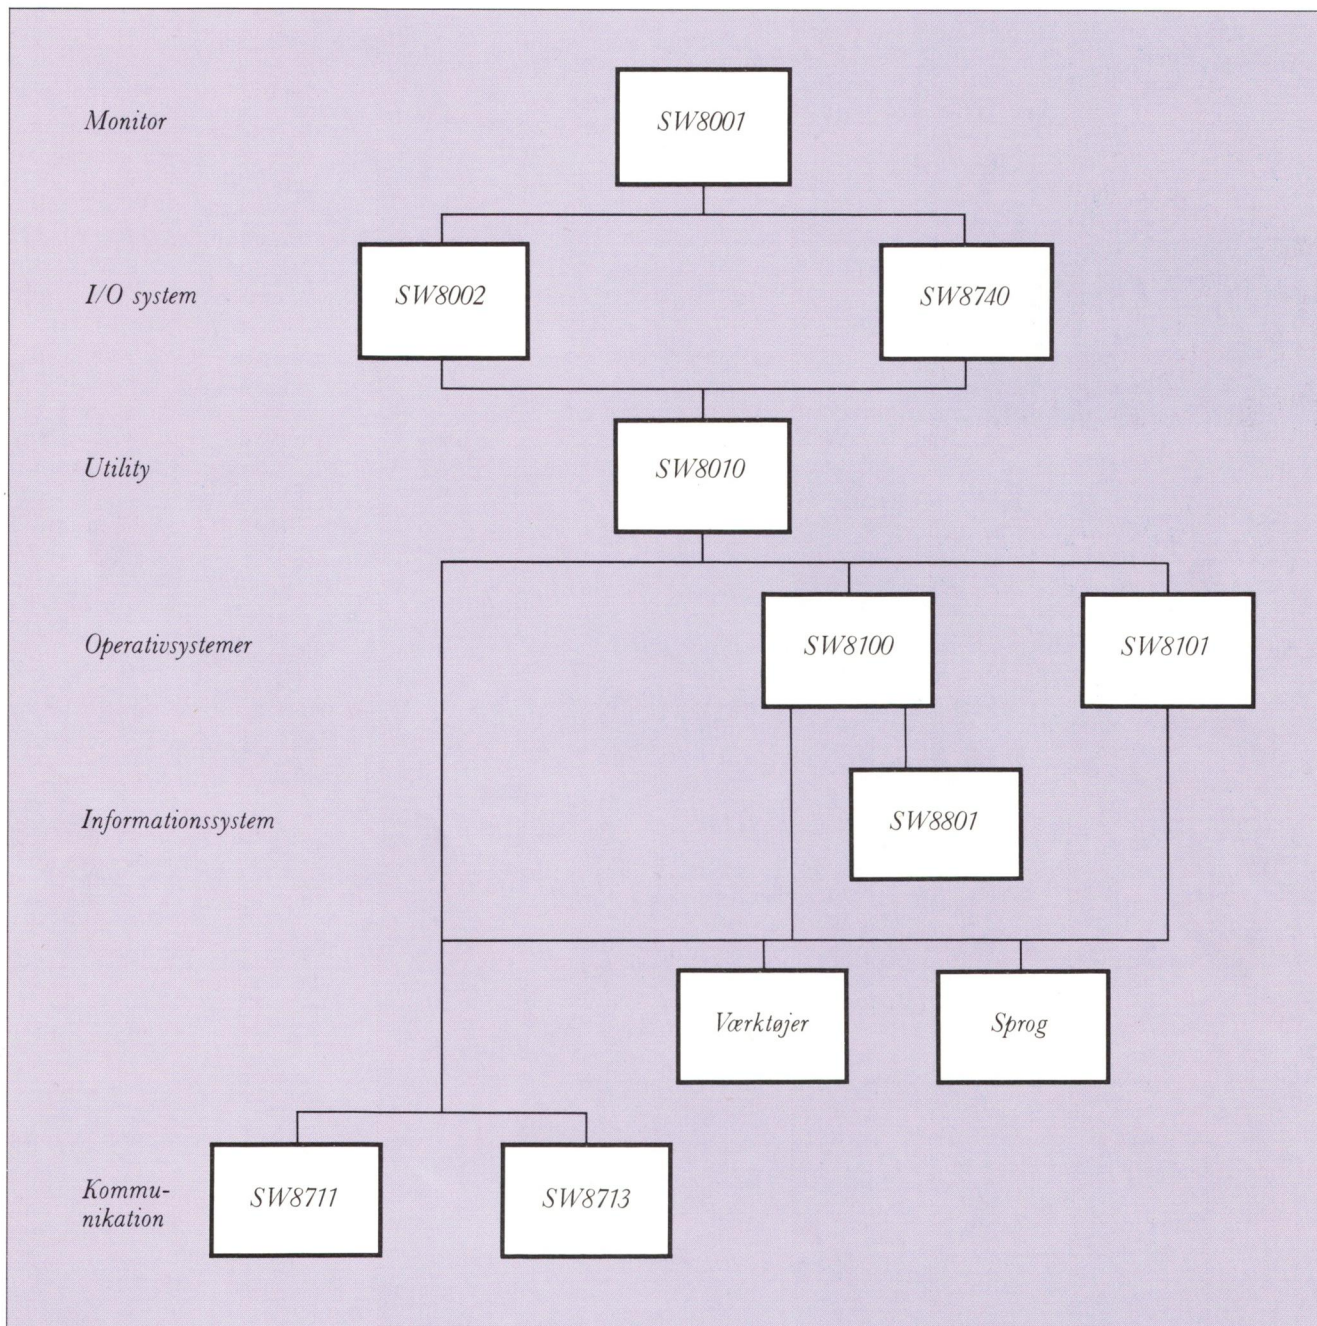 Monitor
SW8001
I/O system
SW8002
SW8740
Utility
SW8010
Operativsystemer
SW8100
SW8101
Informationssystem
SW8801
Værktøjer
Sprog
Kommu-
nikation
SW8711
SW8713